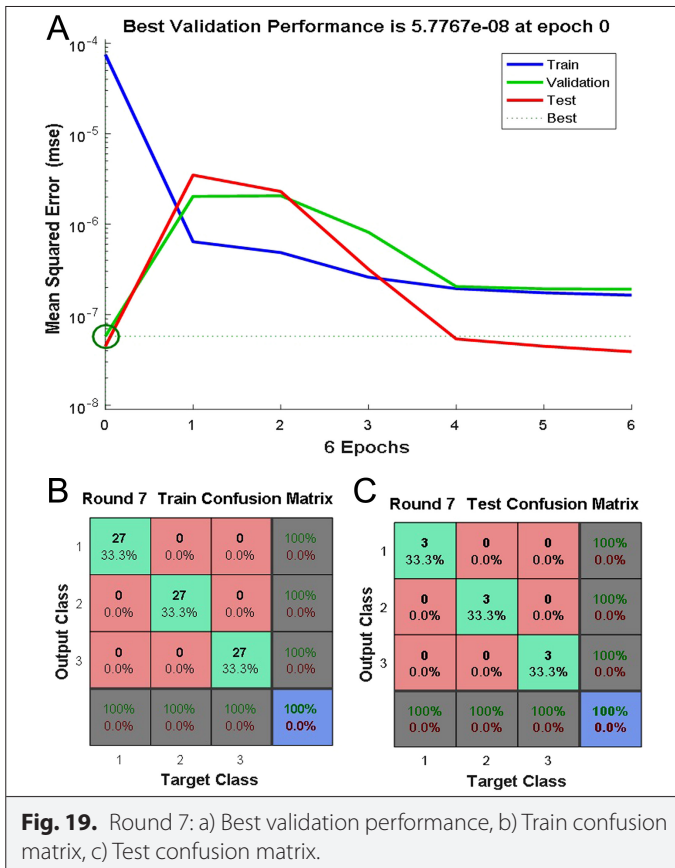 A
Best Validation Performance is 5.7767e-08 at epoch 0
Train
Validation
Test
Best
Mean Squared Error (mse)
10⁻⁴
10⁻⁵
10⁻⁶
10⁻⁷
10⁻⁸
0 1 2 3 4 5 6
6 Epochs
B
Round 7 Train Confusion Matrix
Output Class
1 27 0 0 100%
33.3% 0.0% 0.0% 0.0%
2 0 27 0 100%
0.0% 33.3% 0.0% 0.0%
3 0 0 27 100%
0.0% 0.0% 33.3% 0.0%
100% 100% 100% 100%
0.0% 0.0% 0.0% 0.0%
1 2 3
Target Class
C
Round 7 Test Confusion Matrix
Output Class
1 3 0 0 100%
33.3% 0.0% 0.0% 0.0%
2 0 3 0 100%
0.0% 33.3% 0.0% 0.0%
3 0 0 3 100%
0.0% 0.0% 33.3% 0.0%
100% 100% 100% 100%
0.0% 0.0% 0.0% 0.0%
1 2 3
Target Class
Fig. 19. Round 7: a) Best validation performance, b) Train confusion
matrix, c) Test confusion matrix.